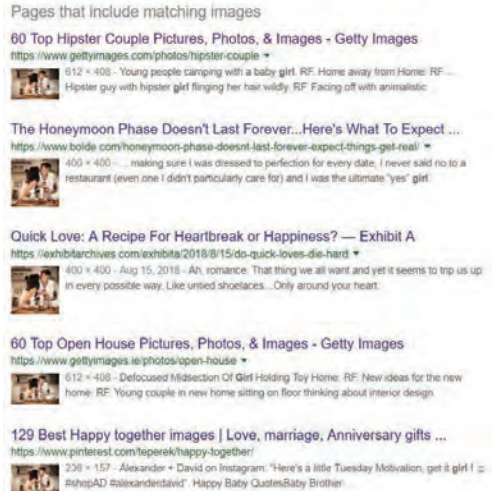 Pages that include matching images
60 Top Hipster Couple Pictures, Photos, & Images - Getty Images
https://www.gettyimages.com/photos/hipster-couple
612 × 408 - Young people camping with a baby girl. RF. Home away from Home. RF ...
Hipster guy with hipster girl flinging her hair wildly. RF. Facing off with animalistic
The Honeymoon Phase Doesn't Last Forever...Here's What To Expect ...
https://www.bolde.com/honeymoon-phase-doesnt-last-forever-expect-things-get-real/
400 × 400 - ... making sure I was dressed to perfection for every date, I never said no to a
restaurant (even one I didn't particularly care for) and I was the ultimate "yes" girl.
Quick Love: A Recipe For Heartbreak or Happiness? — Exhibit A
https://exhibitarchives.com/exhibita/2018/8/15/do-quick-loves-die-hard
400 × 400 - Aug 15, 2018 - Ah, romance. That thing we all want and yet it seems to trip us up
in every possible way. Like untied shoelaces…Only around your heart.
60 Top Open House Pictures, Photos, & Images - Getty Images
https://www.gettyimages.ie/photos/open-house
612 × 408 - Defocused Midsection Of Girl Holding Toy Home. RF. New ideas for the new
home. RF. Young couple in new home sitting on floor thinking about interior design
129 Best Happy together images | Love, marriage, Anniversary gifts ...
https://www.pinterest.com/teperek/happy-together/
236 × 157 - Alexander + David on Instagram: "Here's a little Tuesday Motivation, get it girl !
#shopAD #alexanderdavid". Happy Baby QuotesBaby Brother